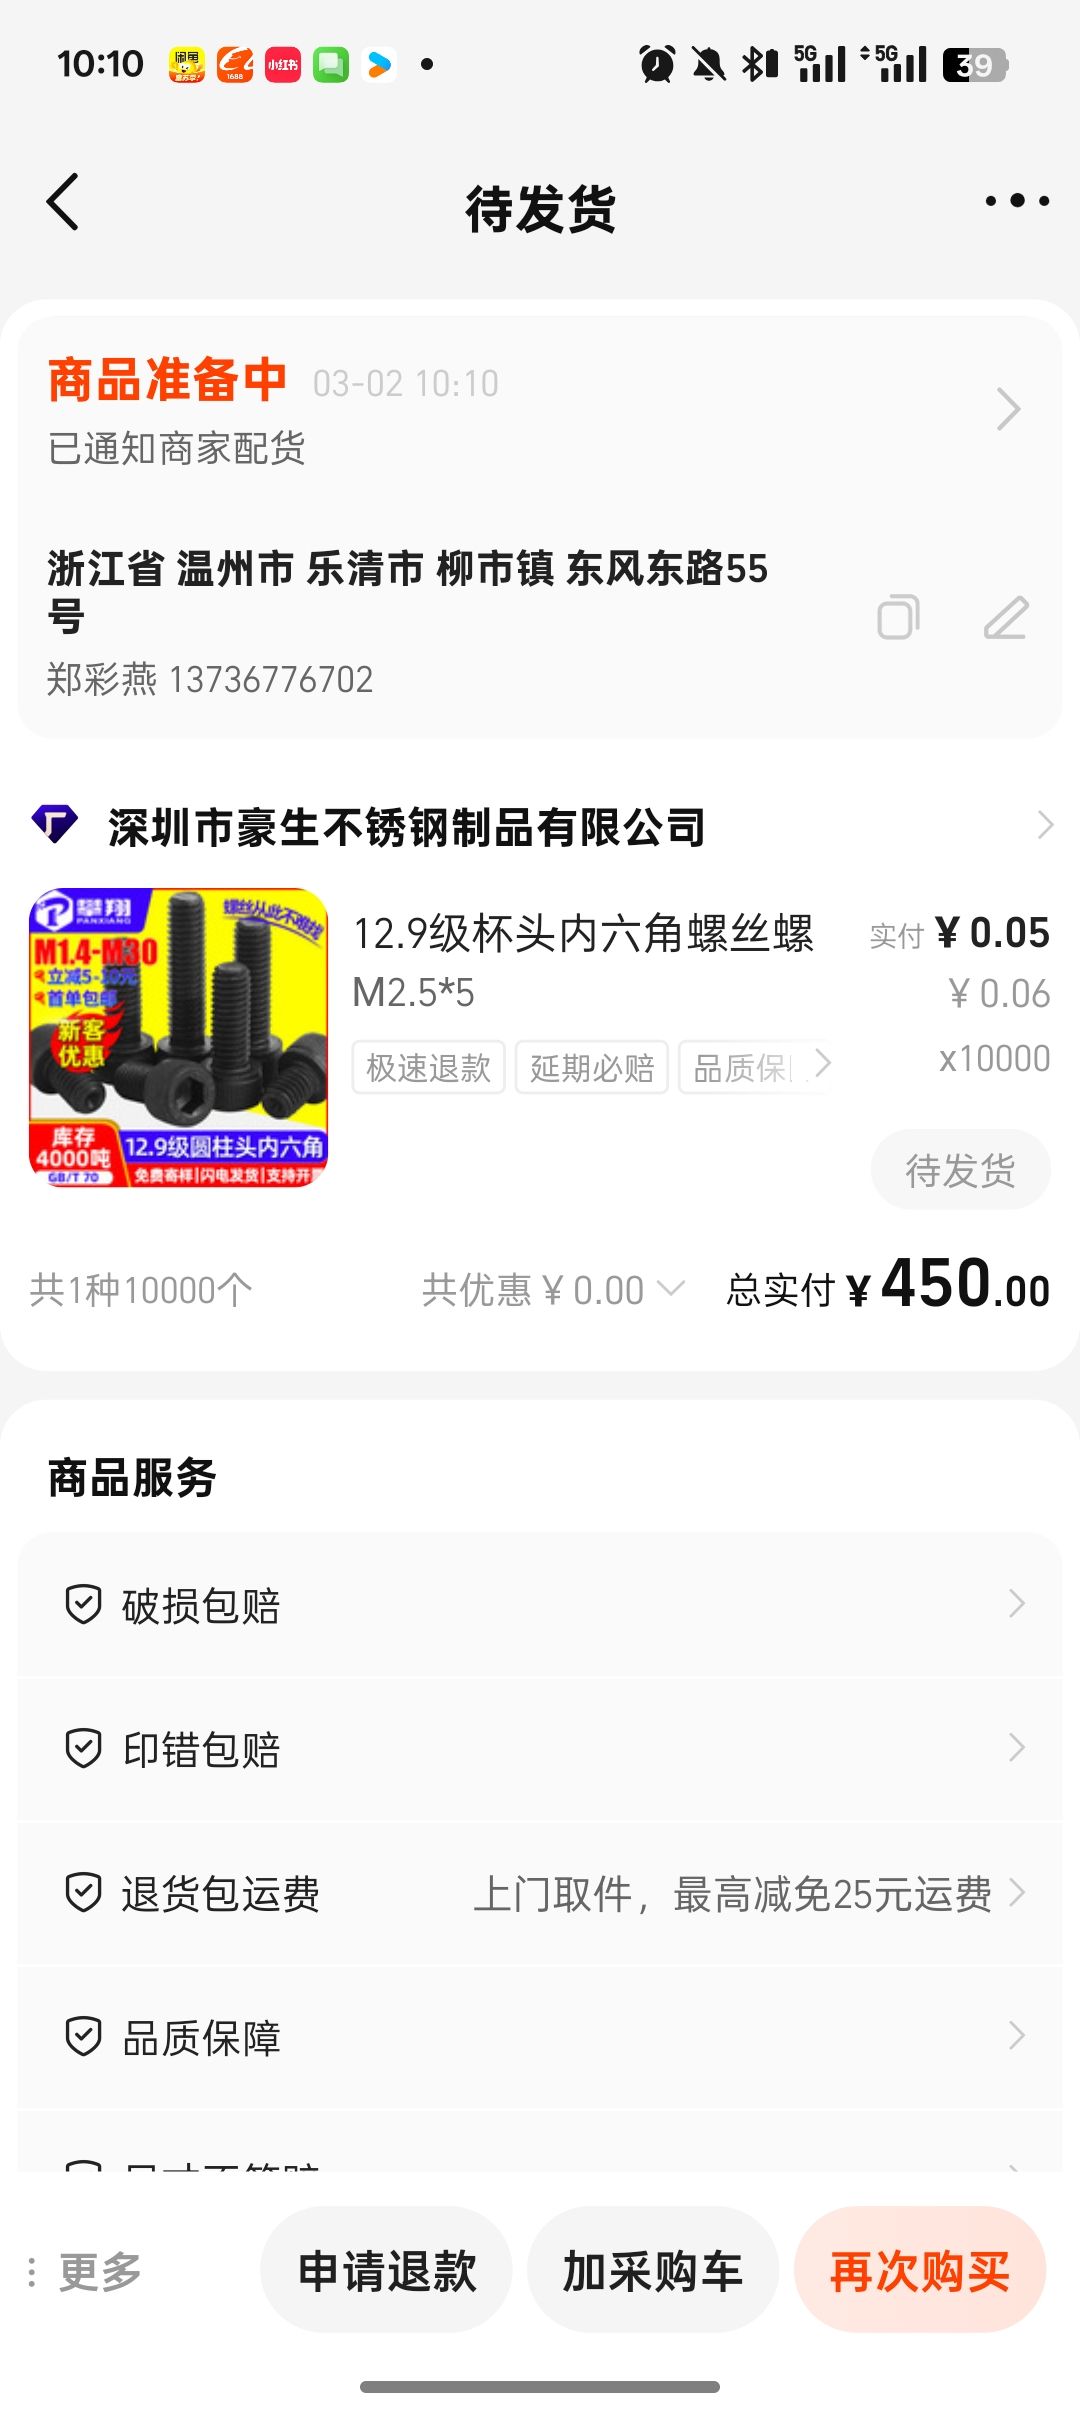 10:10
闲鱼
1688
小红书
5G
5G
39
待发货
商品准备中 03-02 10:10
已通知商家配货
浙江省 温州市 乐清市 柳市镇 东风东路55
号
郑彩燕 13736776702
深圳市豪生不锈钢制品有限公司
攀翔
PANXIANG
螺丝从此不难找
M1.4-M30
立减5-10元
首单包邮
新客
优惠
库存
4000吨
GB/T 70
12.9级圆柱头内六角
免费寄样|闪电发货|支持开票
12.9级杯头内六角螺丝螺
实付 ¥ 0.05
M2.5*5
¥ 0.06
极速退款
延期必赔
品质保
x10000
待发货
共1种10000个
共优惠 ¥ 0.00
总实付 ¥ 450.00
商品服务
破损包赔
印错包赔
退货包运费
上门取件，最高减免25元运费
品质保障
更多
申请退款
加采购车
再次购买